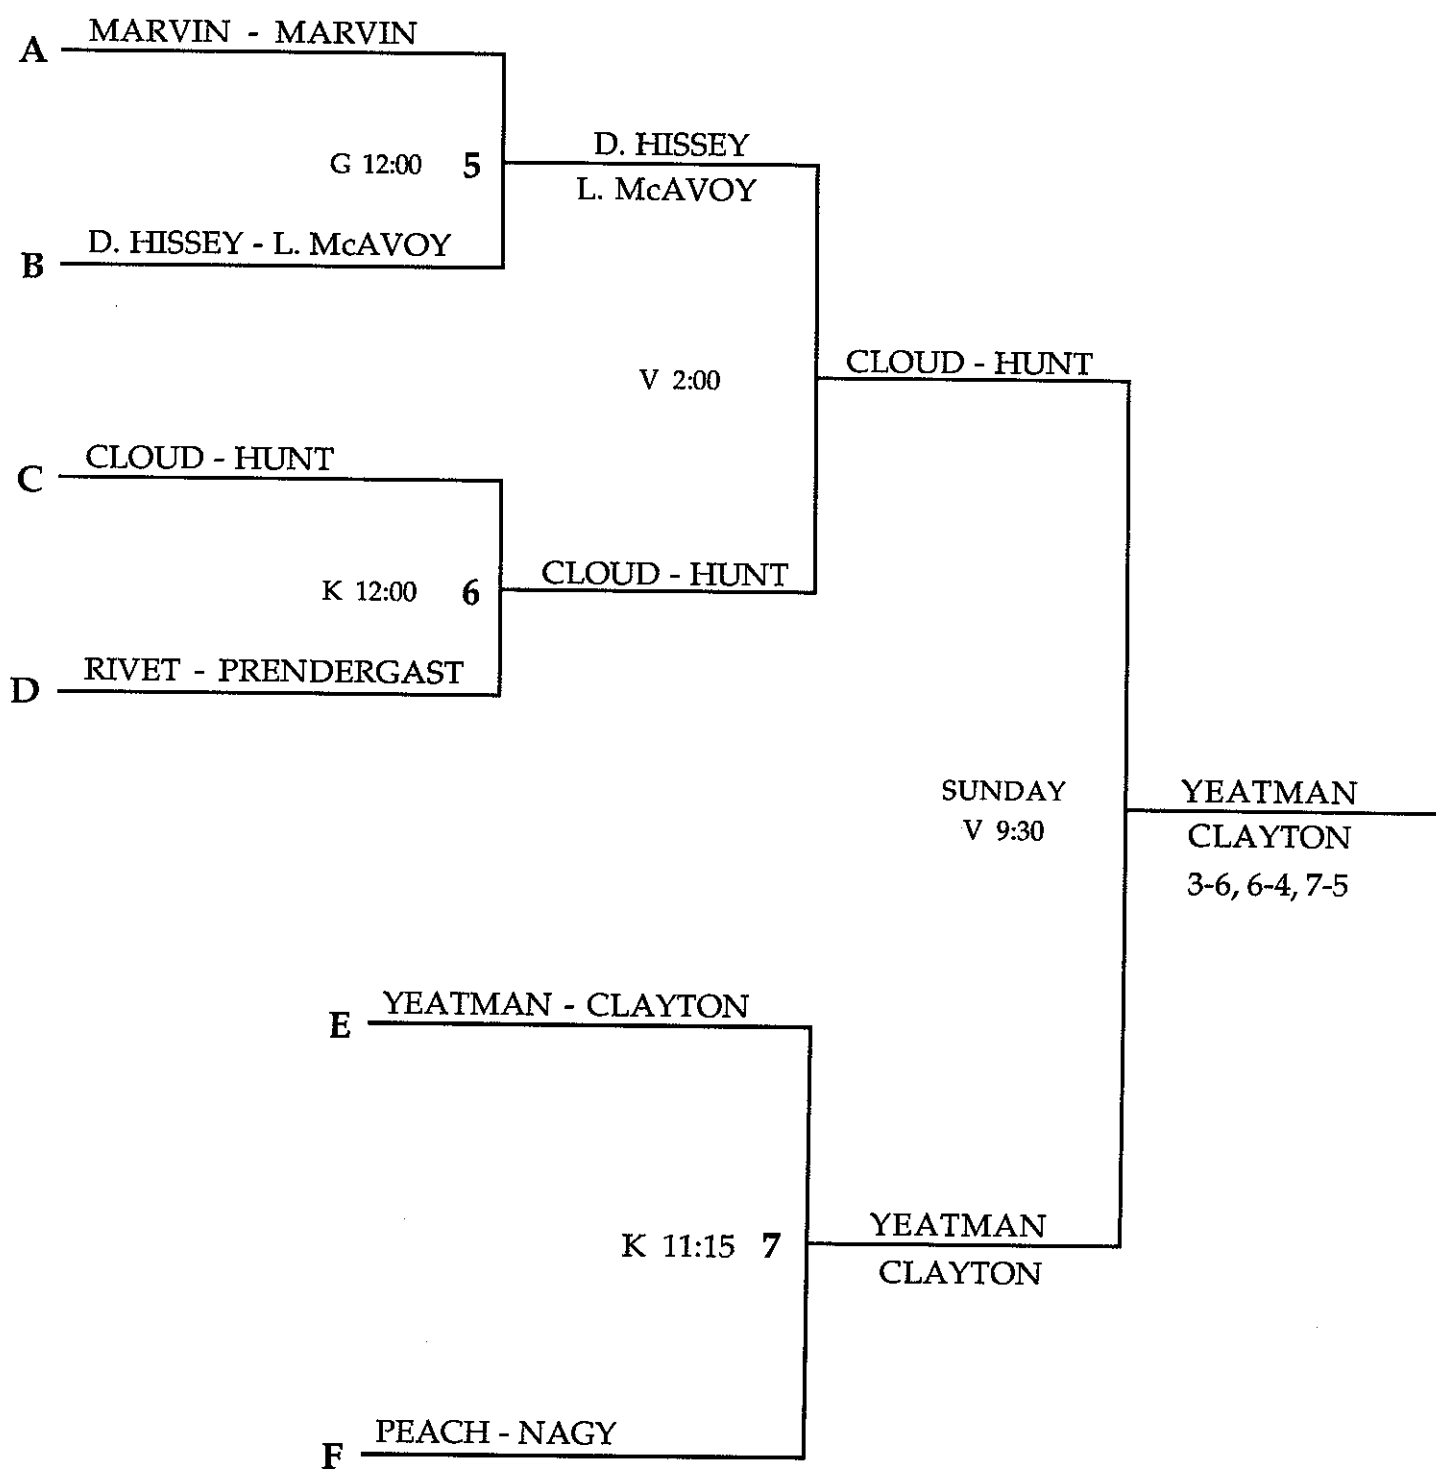 A MARVIN - MARVIN
D. HISSEY
G 12:00 5
L. McAVOY
B D. HISSEY - L. McAVOY
CLOUD - HUNT
V 2:00
C CLOUD - HUNT
CLOUD - HUNT
K 12:00 6
D RIVET - PRENDERGAST
SUNDAY
V 9:30
YEATMAN
CLAYTON
3-6, 6-4, 7-5
E YEATMAN - CLAYTON
K 11:15 7
YEATMAN
CLAYTON
F PEACH - NAGY